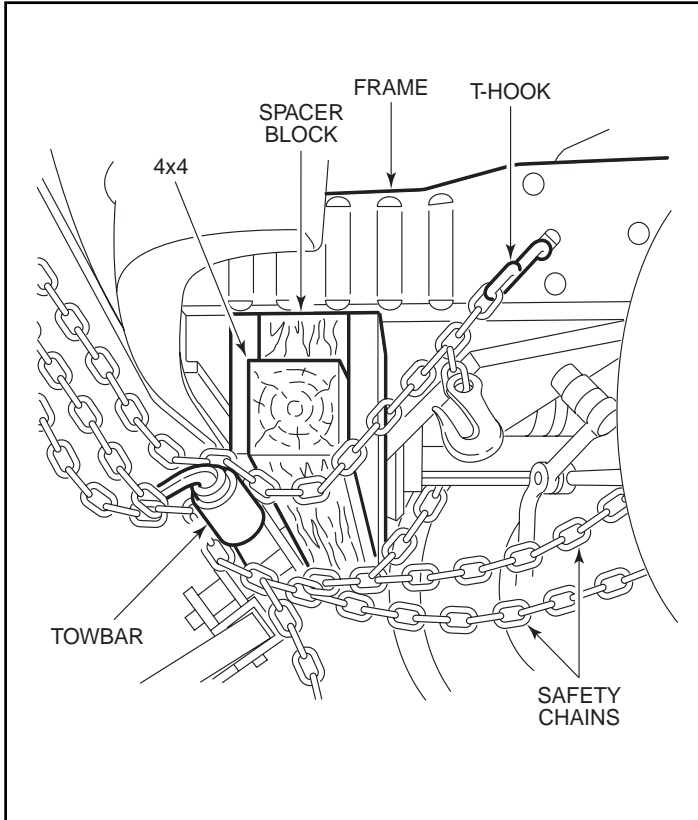 FRAME
T-HOOK
SPACER
BLOCK
4x4
TOWBAR
SAFETY
CHAINS